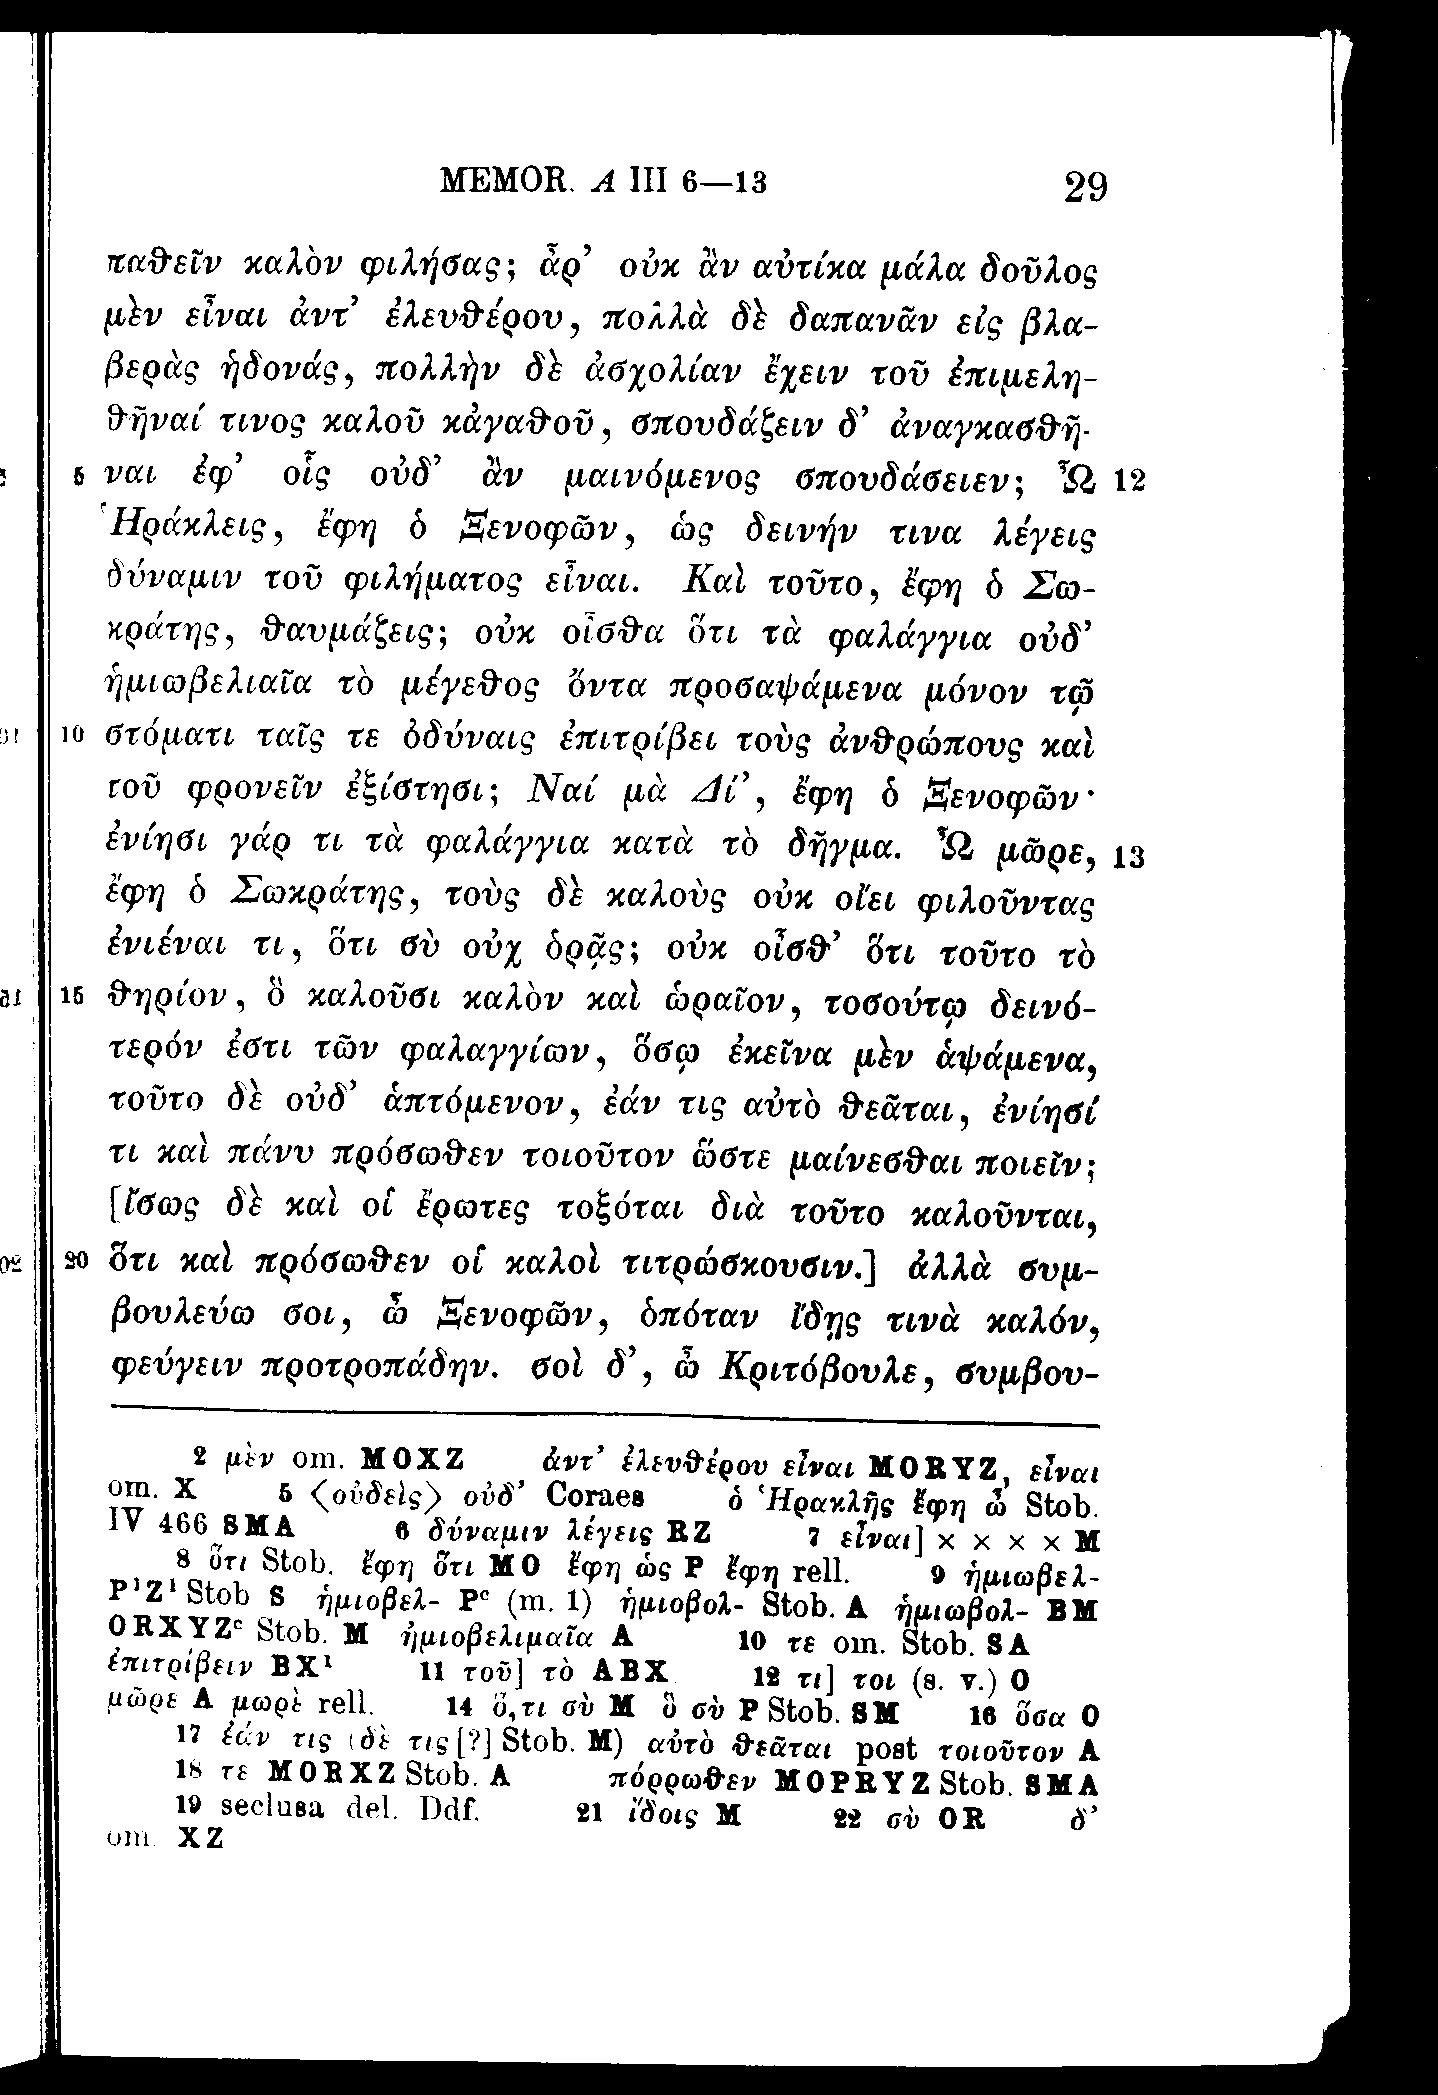 MEMOR. Α III 6—13 29
παθεῖν καλὸν φιλήσας; ἆρ’ οὐκ ἂν αὐτίκα μάλα δοῦλος
μὲν εἶναι ἀντ’ ἐλευθέρου, πολλὰ δὲ δαπανᾶν εἰς βλα-
βερὰς ἡδονάς, πολλὴν δὲ ἀσχολίαν ἔχειν τοῦ ἐπιμελη-
θῆναί τινος καλοῦ κἀγαθοῦ, σπουδάζειν δ’ ἀναγκασθῆ-
5 ναι ἐφ’ οἷς οὐδ’ ἂν μαινόμενος σπουδάσειεν; Ὦ 12
Ἡράκλεις, ἔφη ὁ Ξενοφῶν, ὡς δεινήν τινα λέγεις
δύναμιν τοῦ φιλήματος εἶναι. Καὶ τοῦτο, ἔφη ὁ Σω-
κράτης, θαυμάζεις; οὐκ οἶσθα ὅτι τὰ φαλάγγια οὐδ’
ἡμιωβελιαῖα τὸ μέγεθος ὄντα προσαψάμενα μόνον τῷ
10 στόματι ταῖς τε ὀδύναις ἐπιτρίβει τοὺς ἀνθρώπους καὶ
τοῦ φρονεῖν ἐξίστησι; Ναί μὰ Δί’, ἔφη ὁ Ξενοφῶν·
ἐνίησι γάρ τι τὰ φαλάγγια κατὰ τὸ δῆγμα. Ὦ μῶρε, 13
ἔφη ὁ Σωκράτης, τοὺς δὲ καλοὺς οὐκ οἴει φιλοῦντας
ἐνιέναι τι, ὅτι σὺ οὐχ ὁρᾷς; οὐκ οἶσθ’ ὅτι τοῦτο τὸ
15 θηρίον, ὃ καλοῦσι καλὸν καὶ ὡραῖον, τοσούτῳ δεινό-
τερόν ἐστι τῶν φαλαγγίων, ὅσῳ ἐκεῖνα μὲν ἁψάμενα,
τοῦτο δὲ οὐδ’ ἁπτόμενον, ἐάν τις αὐτὸ θεᾶται, ἐνίησί
τι καὶ πάνυ πρόσωθεν τοιοῦτον ὥστε μαίνεσθαι ποιεῖν;
[ἴσως δὲ καὶ οἱ ἔρωτες τοξόται διὰ τοῦτο καλοῦνται,
20 ὅτι καὶ πρόσωθεν οἱ καλοὶ τιτρώσκουσιν.] ἀλλὰ συμ-
βουλεύω σοι, ὦ Ξενοφῶν, ὁπόταν ἴδῃς τινὰ καλόν,
φεύγειν προτροπάδην. σοὶ δ’, ὦ Κριτόβουλε, συμβου-
2 μὲν om. MOXZ ἀντ’ ἐλευθέρου εἶναι MORYZ, εἶναι
om. X 5 〈οὐδεὶς〉 οὐδ’ Coraes ὁ Ἡρακλῆς ἔφη ὦ Stob.
IV 466 SMA 6 δύναμιν λέγεις RZ 7 εἶναι] x x x x M
8 ὅτι Stob. ἔφη ὅτι MO ἔφη ὡς P ἔφη rell. 9 ἡμιωβελ-
P¹Z¹ Stob S ἡμιοβελ- Pᶜ (m. 1) ἡμιοβολ- Stob. A ἡμιωβολ- BM
ORXYZᶜ Stob. M ἡμιοβελιμαῖα A 10 τε om. Stob. SA
ἐπιτρίβειν BX¹ 11 τοῦ] τὸ ABX 12 τι] τοι (s. v.) O
μῶρε A μωρὲ rell. 14 ὅ,τι σὺ M ὃ σὺ P Stob. SM 16 ὅσα O
17 ἐάν τις (δὲ τις[?] Stob. M) αὐτὸ θεᾶται post τοιοῦτον A
18 τε MORXZ Stob. A πόρρωθεν MOPRYZ Stob. SMA
19 seclusa del. Ddf. 21 ἴδοις M 22 σὺ OR δ’
om XZ